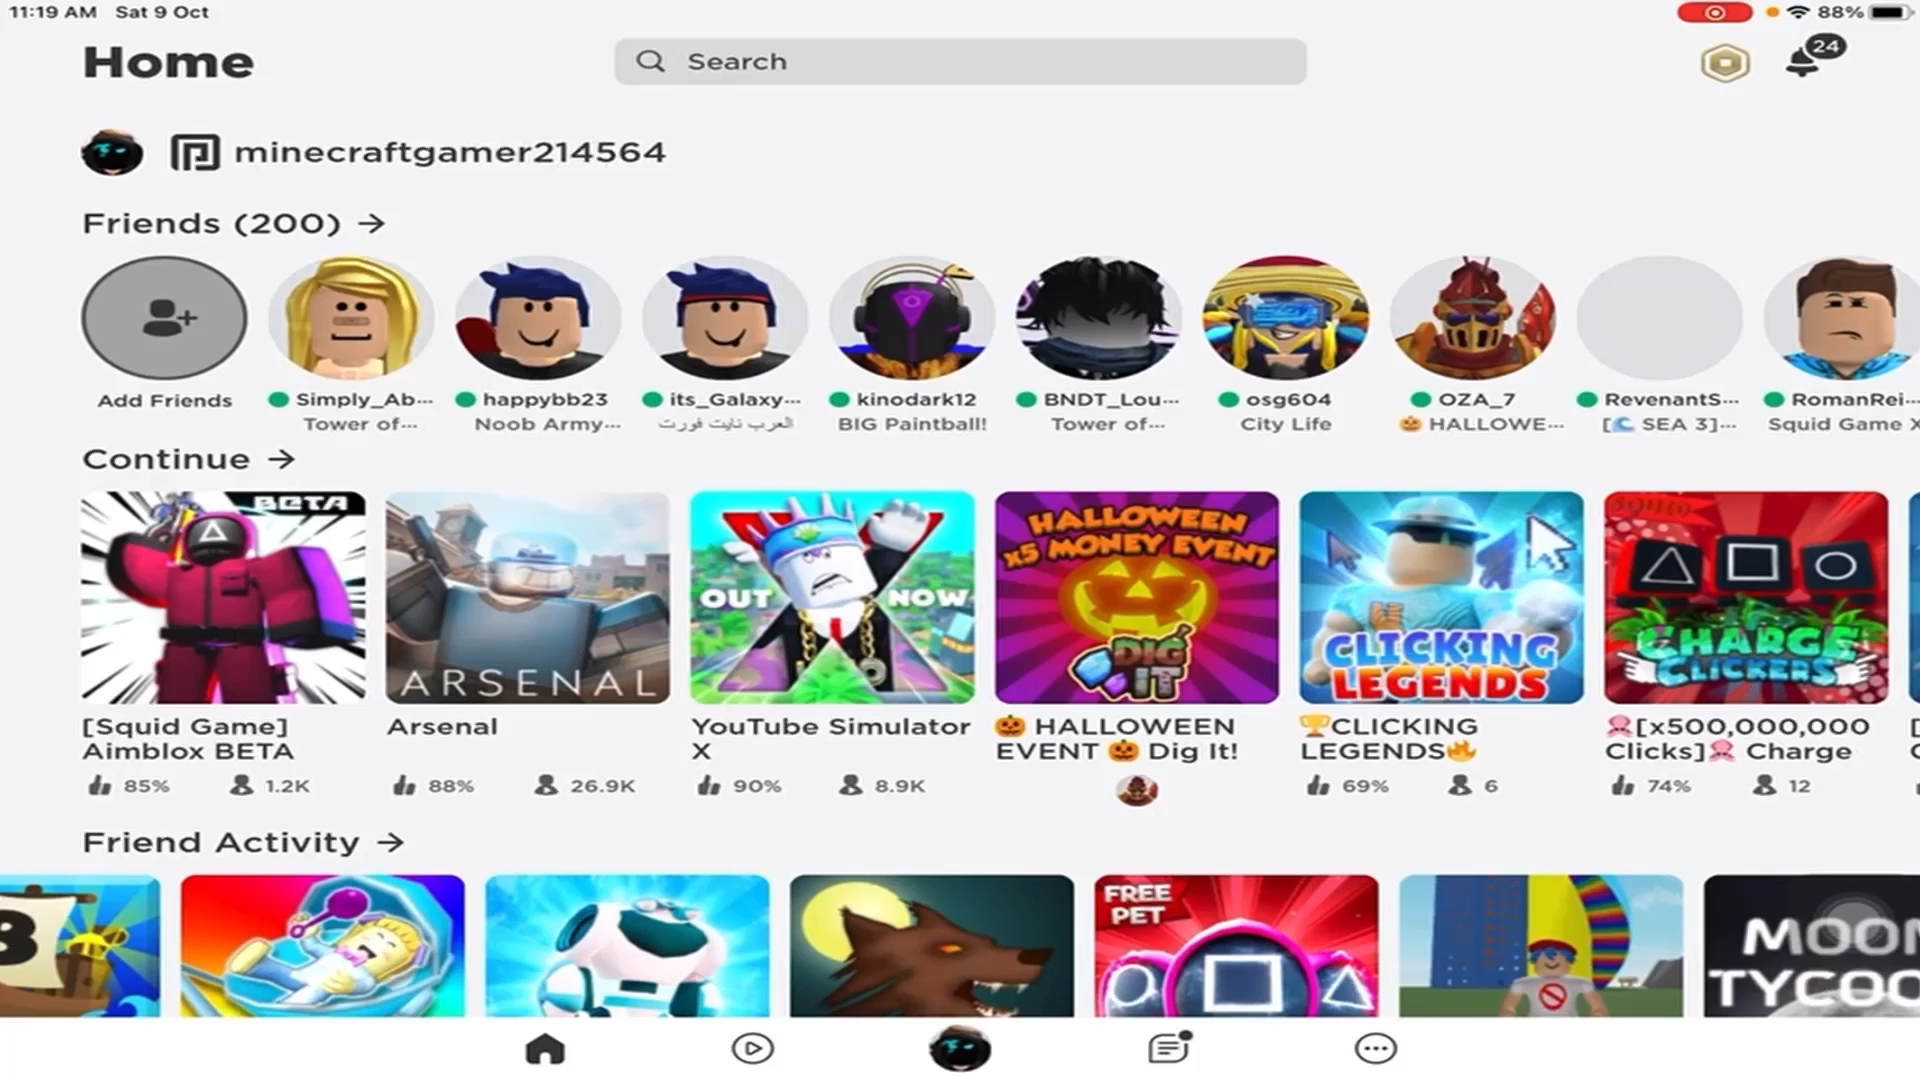 11:19 AM Sat 9 Oct
88%
Home
Search
24
minecraftgamer214564
Friends (200) →
Add Friends
Simply_Ab...
happybb23
its_Galaxy...
kinodark12
BNDT_Lou...
osg604
OZA_7
RevenantS...
RomanRei...
Tower of...
Noob Army...
العرب نايت فورت
BIG Paintball!
Tower of...
City Life
🎃 HALLOWE...
[🌊 SEA 3]...
Squid Game X
Continue →
BETA
ARSENAL
OUT NOW
HALLOWEEN
x5 MONEY EVENT
DIG
IT
CLICKING
LEGENDS
SQUID
CHARGE
CLICKERS
[Squid Game]
Aimblox BETA
Arsenal
YouTube Simulator
X
🎃 HALLOWEEN
EVENT 🎃 Dig It!
🏆CLICKING
LEGENDS🔥
[x500,000,000
Clicks] Charge
85% 1.2K
88% 26.9K
90% 8.9K
69% 6
74% 12
Friend Activity →
FREE
PET
MOON
TYCOO